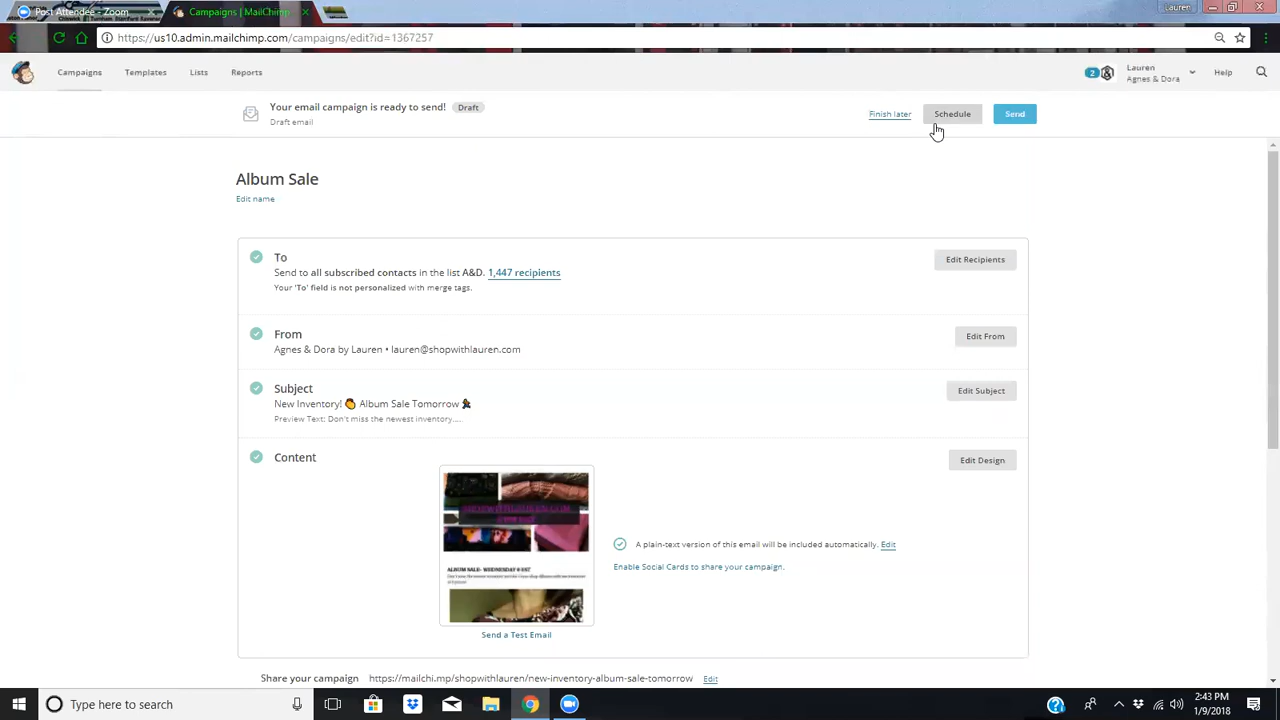 Post Attendee - Zoom
Campaigns | MailChimp
Lauren
https://us10.admin.mailchimp.com/campaigns/edit?id=1367257
Campaigns
Templates
Lists
Reports
2
Lauren
Agnes & Dora
Help
Your email campaign is ready to send! Draft
Draft email
Finish later
Schedule
Send
Album Sale
Edit name
To
Send to all subscribed contacts in the list A&D. 1,447 recipients
Your 'To' field is not personalized with merge tags.
Edit Recipients
From
Agnes & Dora by Lauren • lauren@shopwithlauren.com
Edit From
Subject
New Inventory! 👏 Album Sale Tomorrow
Preview Text: Don't miss the newest inventory.....
Edit Subject
Content
Edit Design
SHOPWITHLAUREN.COM
ALBUM SALE- WEDNESDAY 9 EST
A plain-text version of this email will be included automatically. Edit
Enable Social Cards to share your campaign.
Send a Test Email
Share your campaign https://mailchi.mp/shopwithlauren/new-inventory-album-sale-tomorrow Edit
Type here to search
2:43 PM
1/9/2018